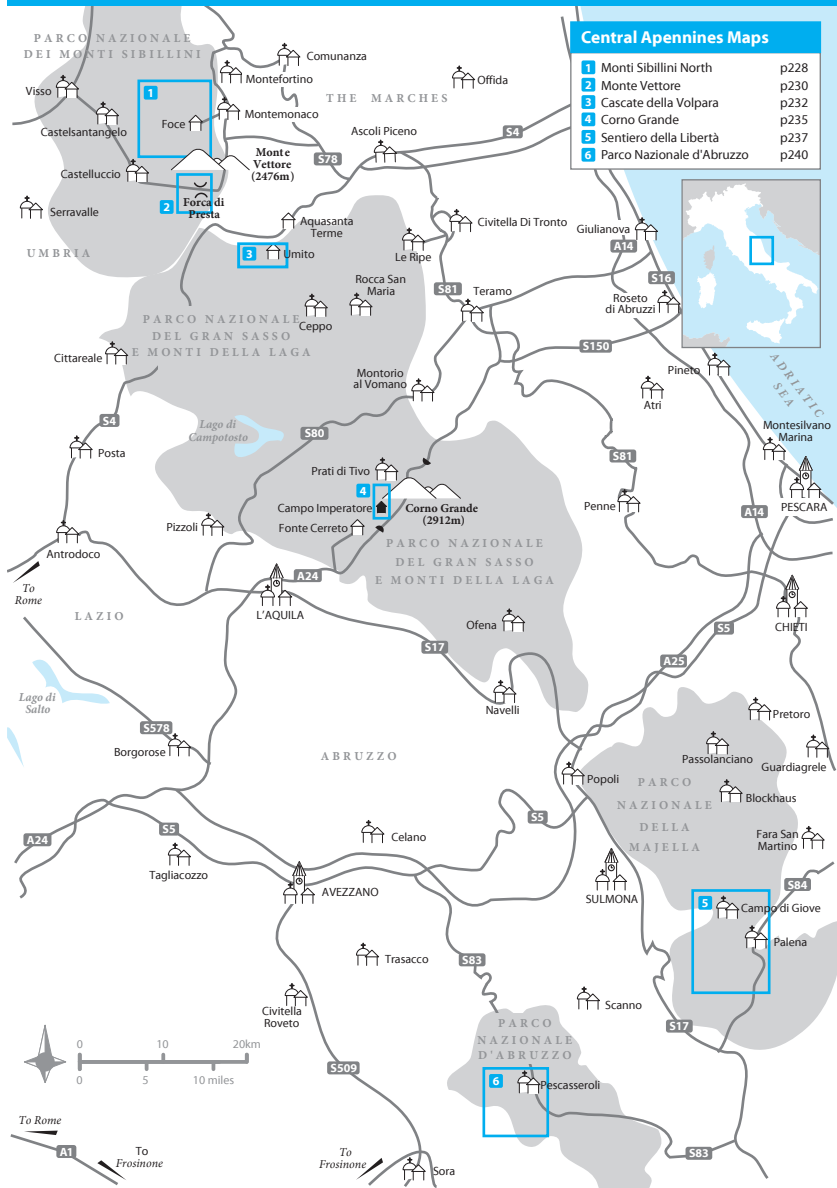 Central Apennines Maps
1 Monti Sibillini North p228
2 Monte Vettore p230
3 Cascate della Volpara p232
4 Corno Grande p235
5 Sentiero della Libertà p237
6 Parco Nazionale d'Abruzzo p240
PARCO NAZIONALE
DEI MONTI SIBILLINI
Comunanza
Montefortino
Offida
Visso
1
THE MARCHES
Castelsantangelo
Foce
Montemonaco
S4
Ascoli Piceno
Monte
Vettore
(2476m)
S78
Castelluccio
2
Forca di
Presta
Serravalle
Aquasanta
Terme
Civitella Di Tronto
Giulianova
UMBRIA
3
Umito
Le Ripe
A14
S16
Rocca San
Maria
S81
Teramo
Roseto
di Abruzzi
Ceppo
PARCO NAZIONALE
DEL GRAN SASSO
E MONTI DELLA LAGA
S150
Cittareale
Montorio
al Vomano
Pineto
ADRIATIC
SEA
Atri
S4
Lago di
Campotosto
S80
Montesilvano
Marina
Posta
S81
Prati di Tivo
4
PESCARA
Campo Imperatore
Corno Grande
(2912m)
Penne
A14
Pizzoli
Fonte Cerreto
Antrodoco
PARCO NAZIONALE
DEL GRAN SASSO
E MONTI DELLA LAGA
To
Rome
A24
L'AQUILA
LAZIO
CHIETI
Ofena
S5
S17
A25
Lago di
Salto
Navelli
Pretoro
S578
Borgorose
ABRUZZO
Passolanciano
Guardiagrele
Popoli
PARCO
NAZIONALE
DELLA
MAJELLA
Blockhaus
S5
A24
S5
Celano
Fara San
Martino
Tagliacozzo
S84
AVEZZANO
SULMONA
5
Campo di Giove
Palena
Trasacco
S83
Scanno
Civitella
Roveto
S17
PARCO
NAZIONALE
D'ABRUZZO
0 10 20km
0 5 10 miles
S509
6
Pescasseroli
To Rome
A1
To
Frosinone
To
Frosinone
Sora
S83